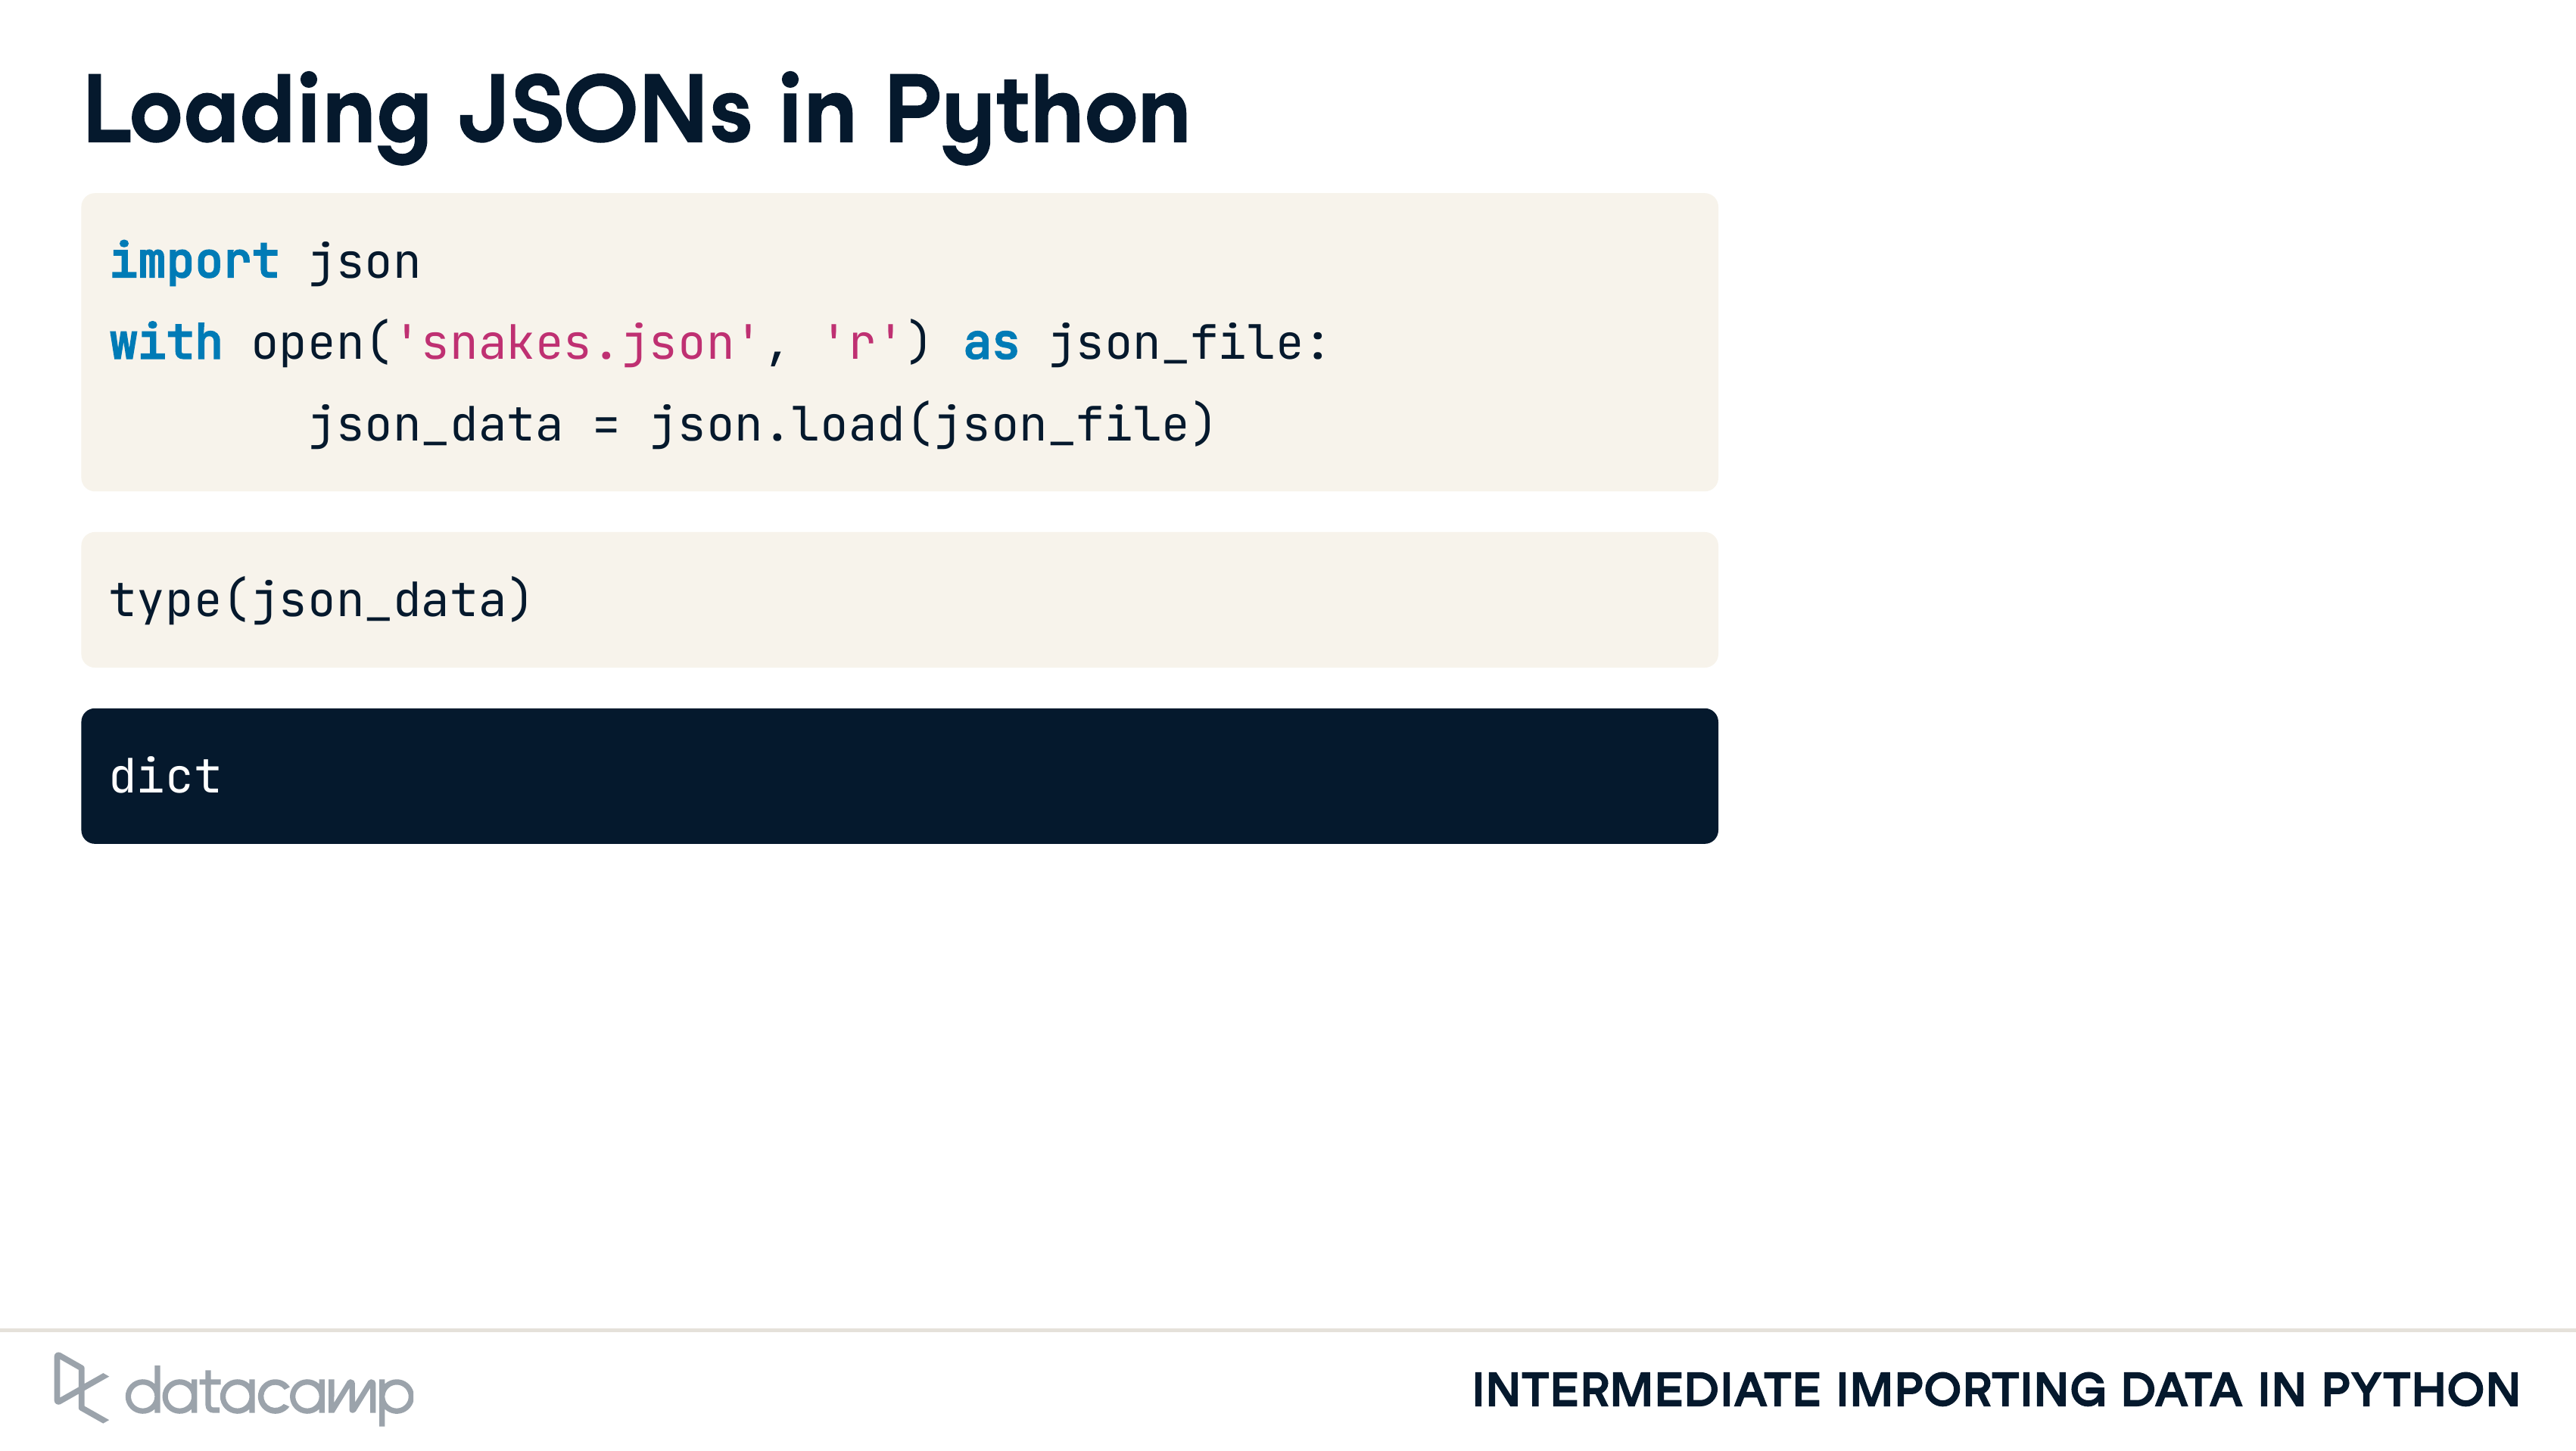 Loading JSONs in Python
import json
with open('snakes.json', 'r') as json_file:
       json_data = json.load(json_file)
type(json_data)
dict
datacamp
INTERMEDIATE IMPORTING DATA IN PYTHON